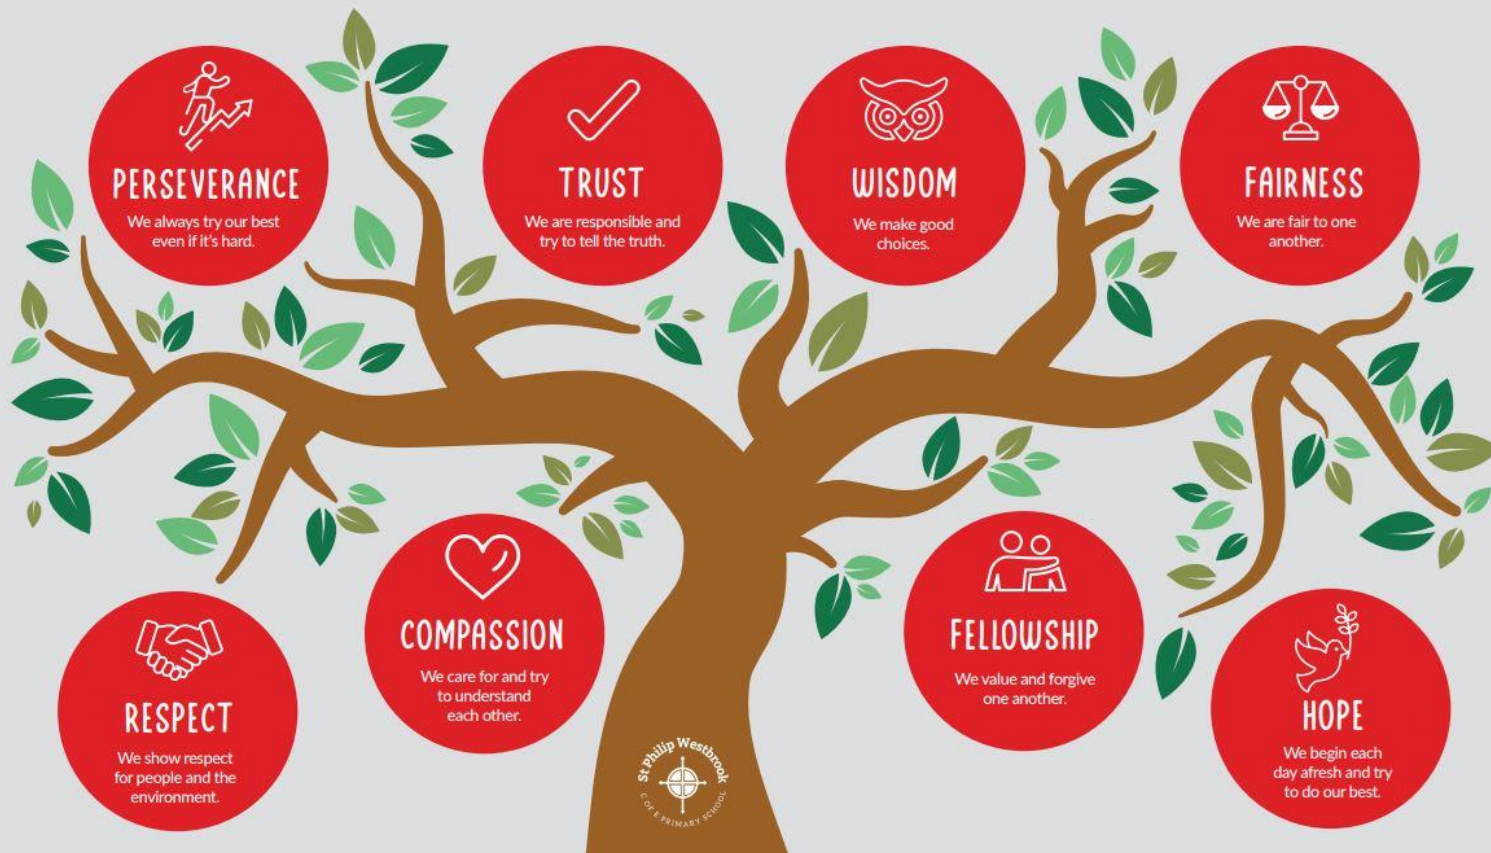 PERSEVERANCE
We always try our best
even if it's hard.
TRUST
We are responsible and
try to tell the truth.
WISDOM
We make good
choices.
FAIRNESS
We are fair to one
another.
RESPECT
We show respect
for people and the
environment.
COMPASSION
We care for and try
to understand
each other.
FELLOWSHIP
We value and forgive
one another.
HOPE
We begin each
day afresh and try
to do our best.
St Philip Westbrook
C OF E PRIMARY SCHOOL